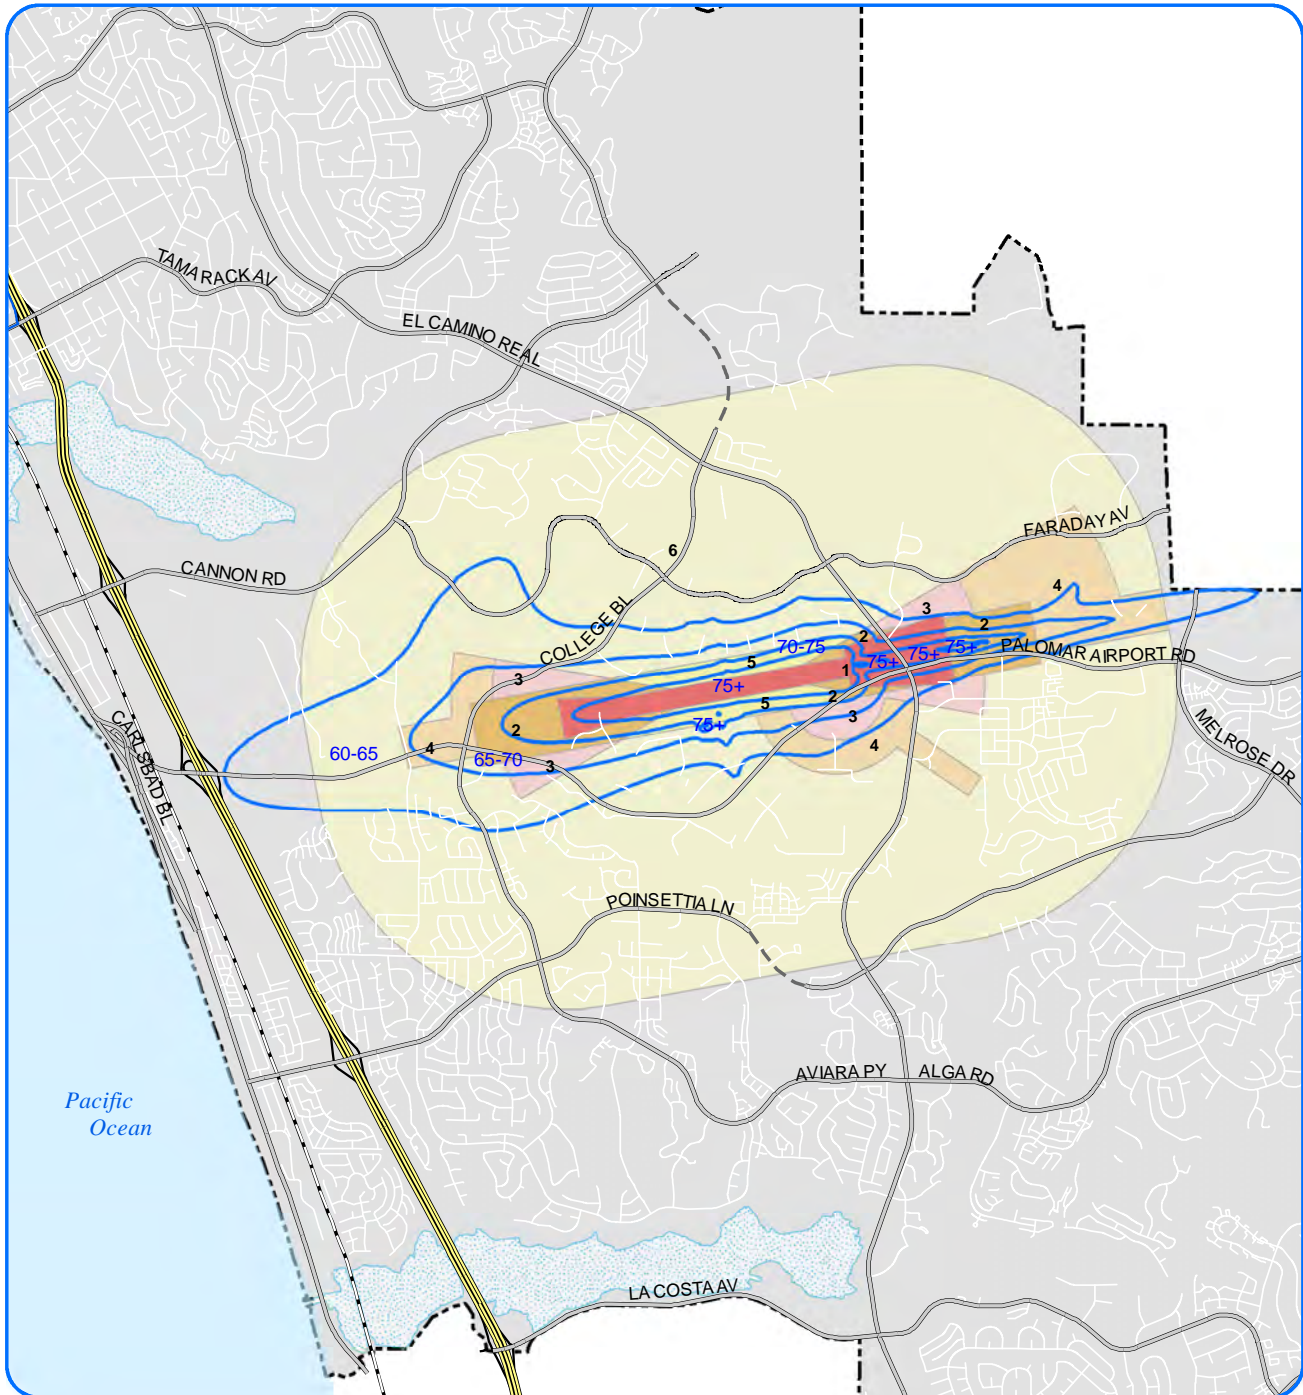 TAMARACK AV
EL CAMINO REAL
CANNON RD
FARADAY AV
6
4
3
2
COLLEGE BL
2
70-75
5
3
1
75+
75+
75+
PALOMAR AIRPORT RD
75+
2
5
3
CARLSBAD BL
2
75+
4
60-65
65-70
3
4
MELROSE DR
POINSETTIA LN
AVIARA PY
ALGA RD
Pacific
Ocean
LA COSTA AV